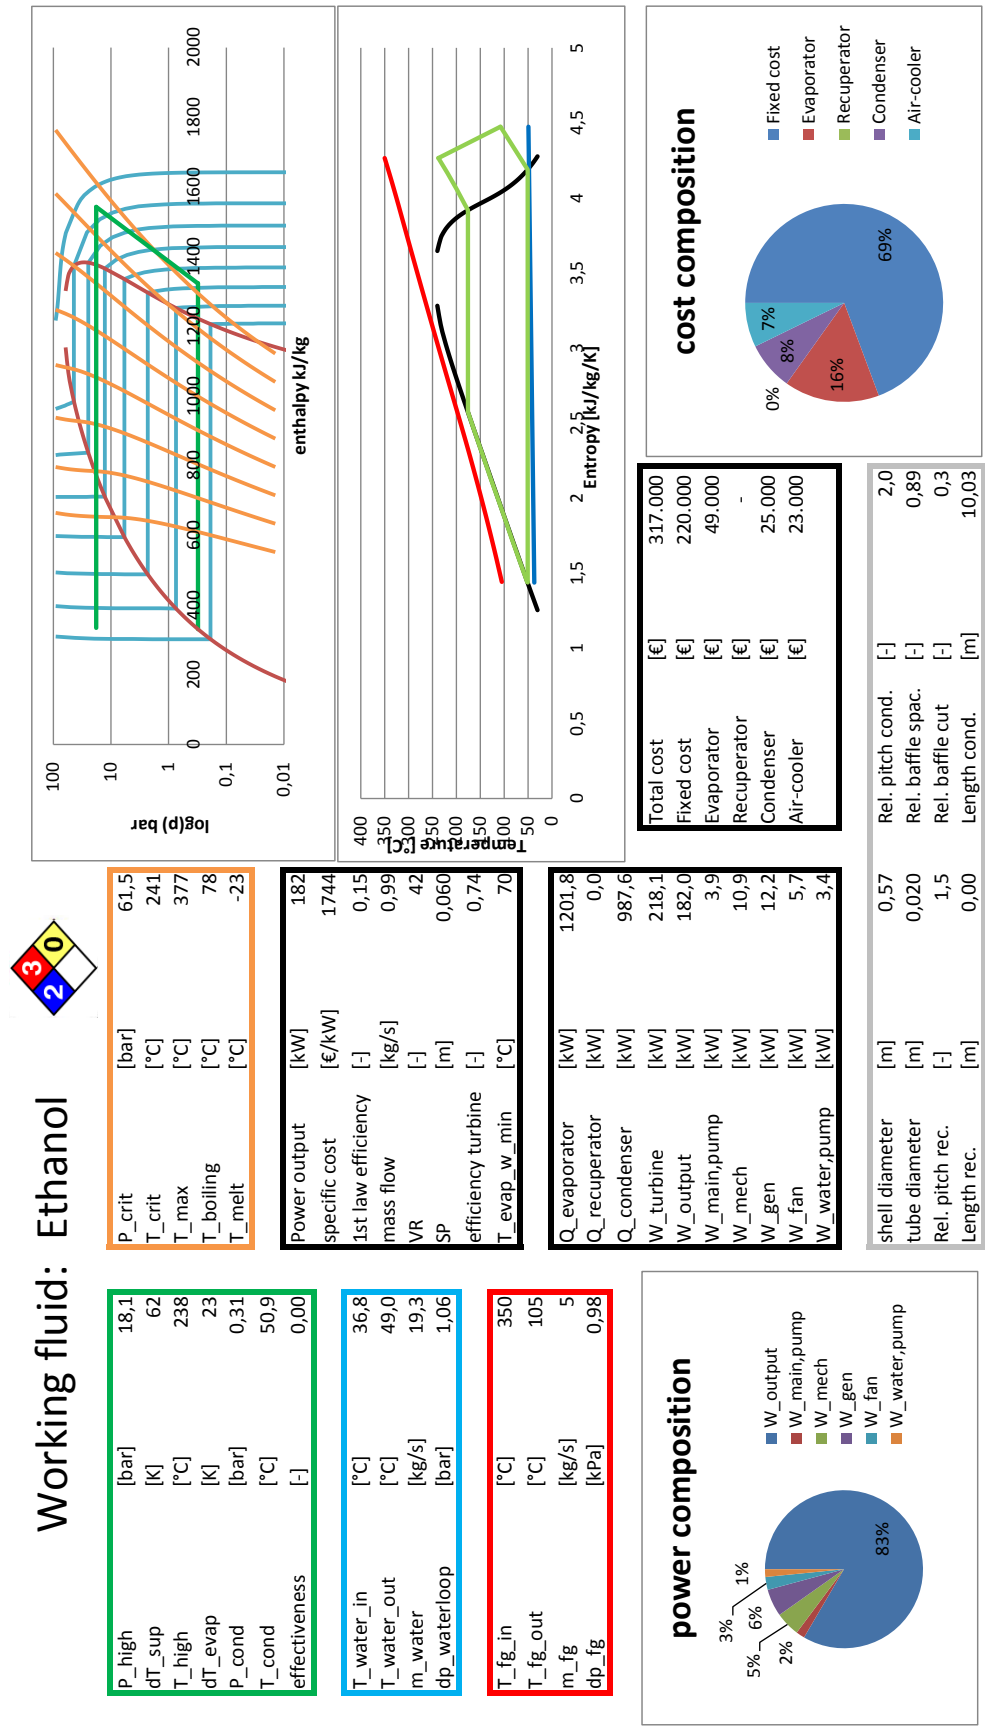 Working fluid: Ethanol
2
3
0
P_high [bar] 18,1
dT_sup [K] 62
T_high [°C] 238
dT_evap [K] 23
P_cond [bar] 0,31
T_cond [°C] 50,9
effectiveness [-] 0,00
T_water_in [°C] 36,8
T_water_out [°C] 49,0
m_water [kg/s] 19,3
dp_waterloop [bar] 1,06
T_fg_in [°C] 350
T_fg_out [°C] 105
m_fg [kg/s] 5
dp_fg [kPa] 0,98
power composition
83%
2%
5%
6%
3%
1%
W_output
W_main,pump
W_mech
W_gen
W_fan
W_water,pump
P_crit [bar] 61,5
T_crit [°C] 241
T_max [°C] 377
T_boiling [°C] 78
T_melt [°C] -23
Power output [kW] 182
specific cost [€/kW] 1744
1st law efficiency [-] 0,15
mass flow [kg/s] 0,99
VR [-] 42
SP [m] 0,060
efficiency turbine [-] 0,74
T_evap_w_min [°C] 70
Q_evaporator [kW] 1201,8
Q_recuperator [kW] 0,0
Q_condenser [kW] 987,6
W_turbine [kW] 218,1
W_output [kW] 182,0
W_main,pump [kW] 3,9
W_mech [kW] 10,9
W_gen [kW] 12,2
W_fan [kW] 5,7
W_water,pump [kW] 3,4
shell diameter [m] 0,57 Rel. pitch cond. [-] 2,0
tube diameter [m] 0,020 Rel. baffle spac. [-] 0,89
Rel. pitch rec. [-] 1,5 Rel. baffle cut [-] 0,3
Length rec. [m] 0,00 Length cond. [m] 10,03
log(p) bar
100
10
1
0,1
0,01
0 200 400 600 800 1000 1200 1400 1600 1800 2000
enthalpy kJ/kg
Temperature [°C]
400
350
300
250
200
150
100
50
0
0 0,5 1 1,5 2 2,5 3 3,5 4 4,5 5
Entropy [kJ/kg/K]
Total cost [€] 317.000
Fixed cost [€] 220.000
Evaporator [€] 49.000
Recuperator [€] -
Condenser [€] 25.000
Air-cooler [€] 23.000
cost composition
69%
16%
0%
8%
7%
Fixed cost
Evaporator
Recuperator
Condenser
Air-cooler